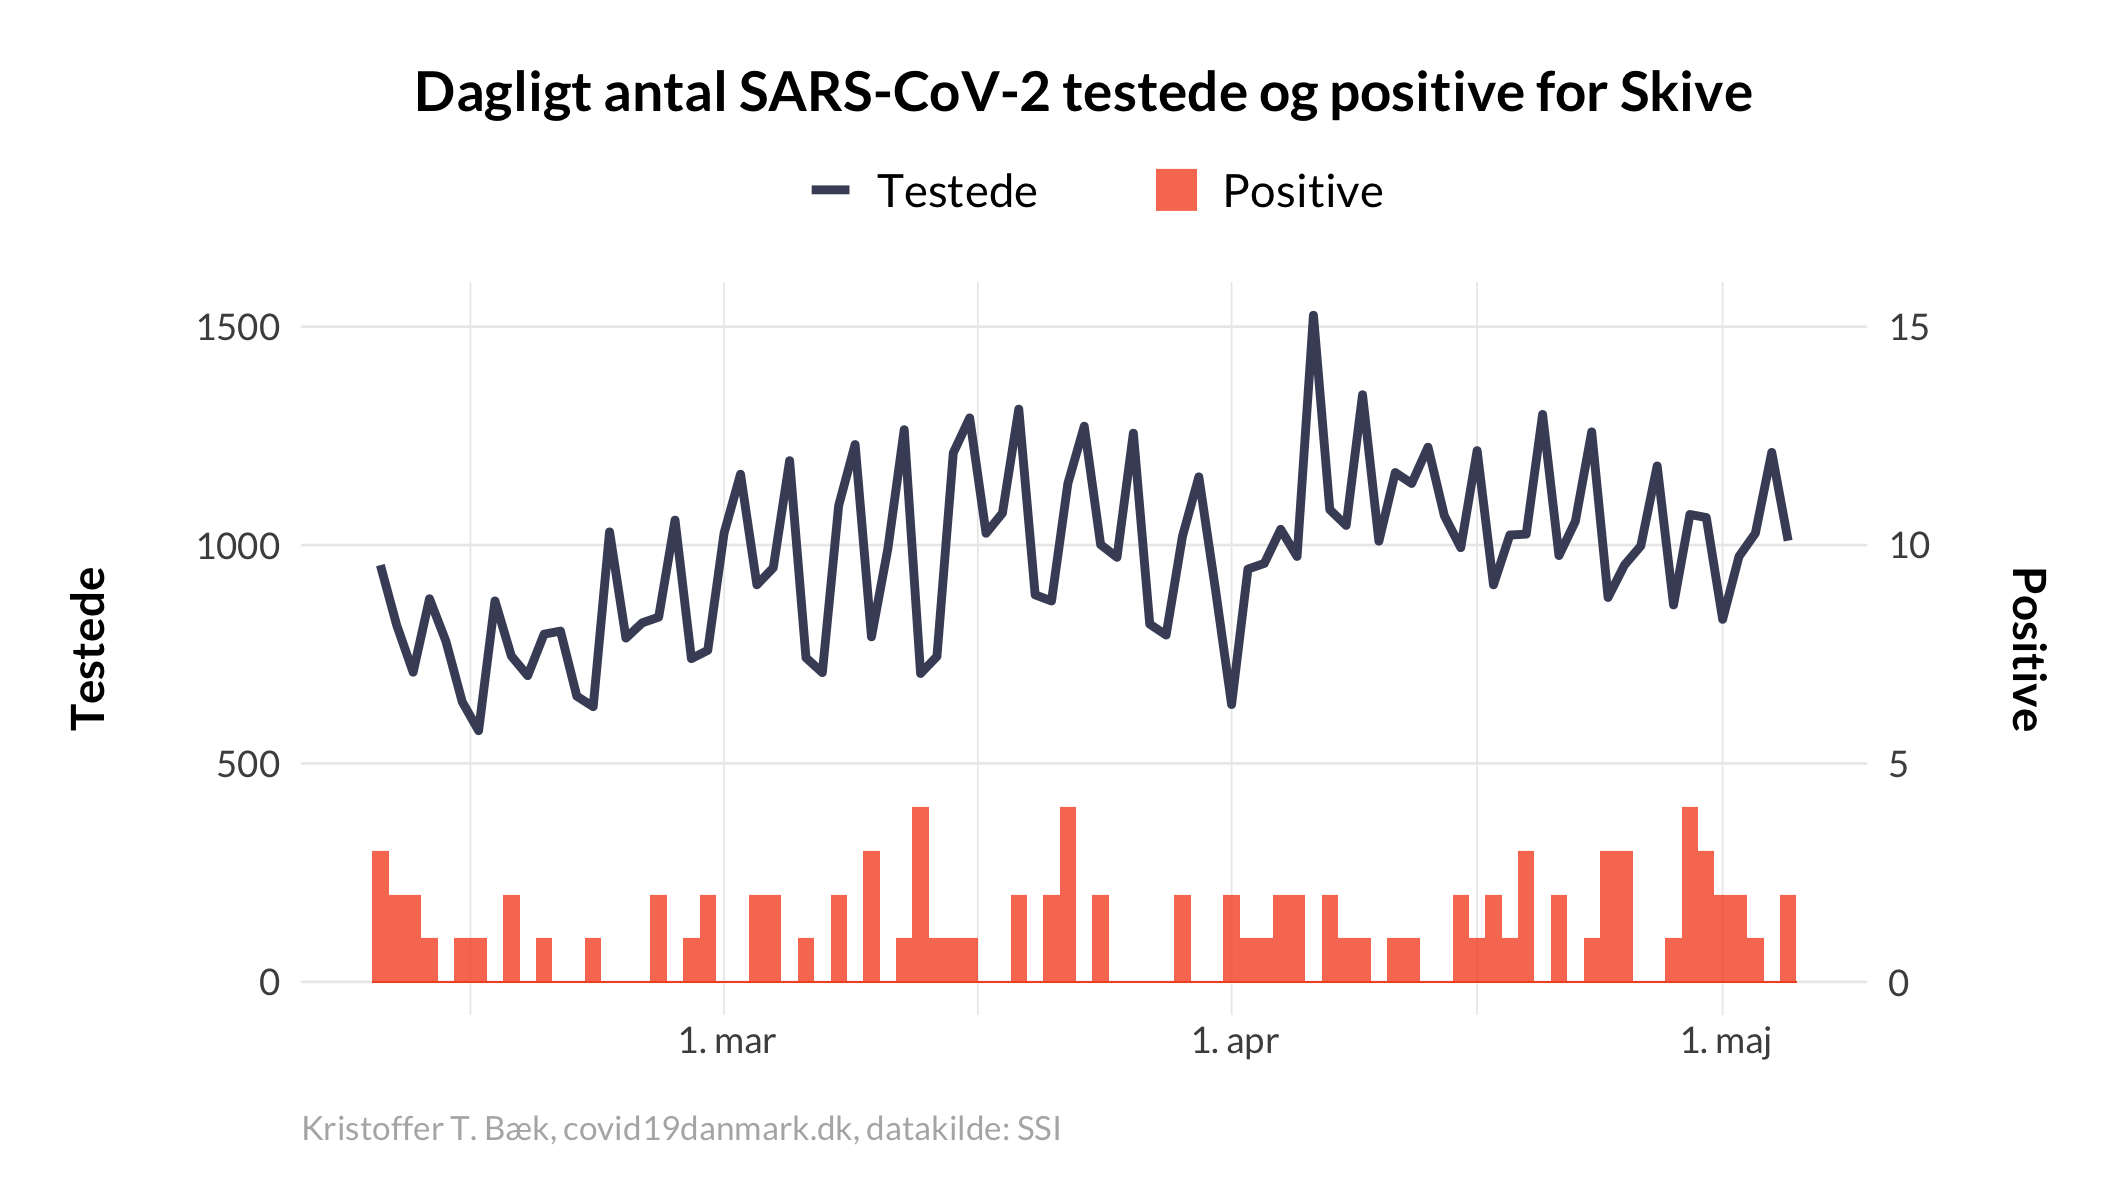 Dagligt antal SARS-CoV-2 testede og positive for Skive
Testede
Positive
1500
1000
500
0
Testede
15
10
5
0
Positive
1. mar
1. apr
1. maj
Kristoffer T. Bæk, covid19danmark.dk, datakilde: SSI